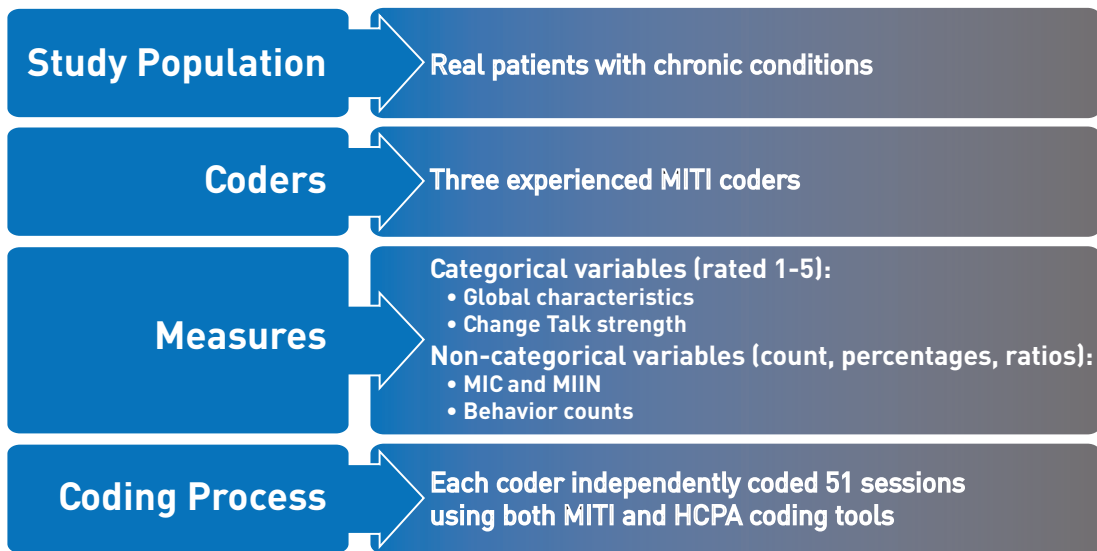 Study Population
Real patients with chronic conditions
Coders
Three experienced MITI coders
Measures
Categorical variables (rated 1-5):
• Global characteristics
• Change Talk strength
Non-categorical variables (count, percentages, ratios):
• MIC and MIIN
• Behavior counts
Coding Process
Each coder independently coded 51 sessions
using both MITI and HCPA coding tools